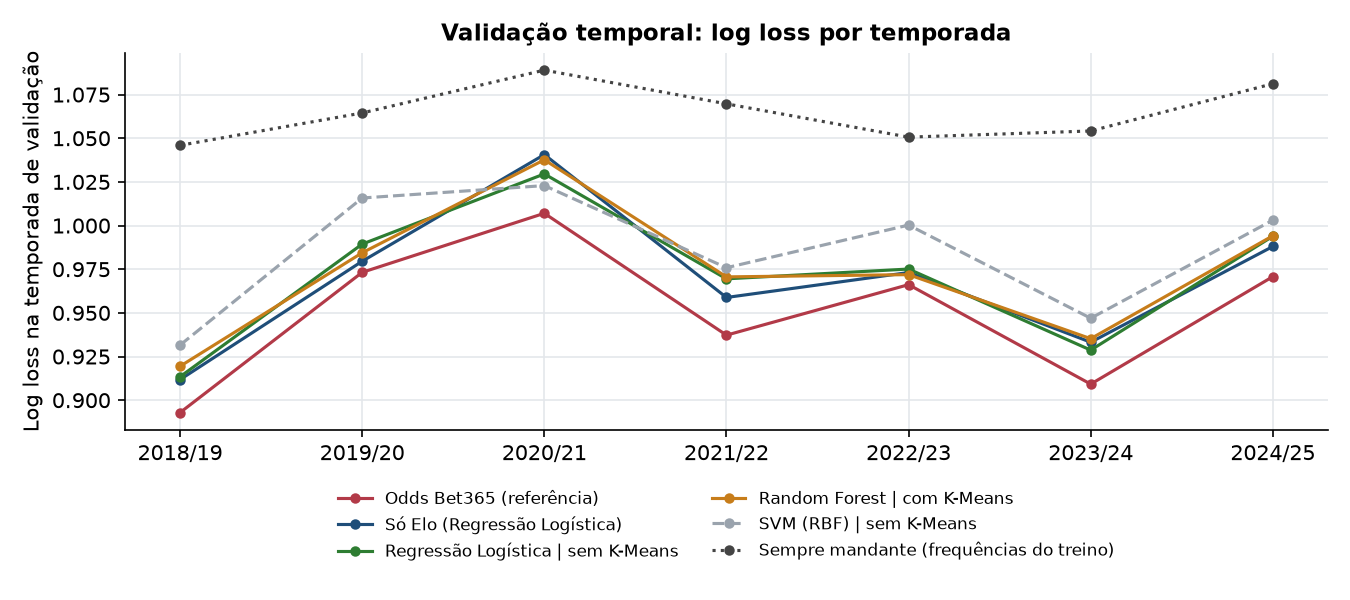 Validação temporal: log loss por temporada
Log loss na temporada de validação
1.075
1.050
1.025
1.000
0.975
0.950
0.925
0.900
2018/19
2019/20
2020/21
2021/22
2022/23
2023/24
2024/25
Odds Bet365 (referência)
Só Elo (Regressão Logística)
Regressão Logística | sem K-Means
Random Forest | com K-Means
SVM (RBF) | sem K-Means
Sempre mandante (frequências do treino)